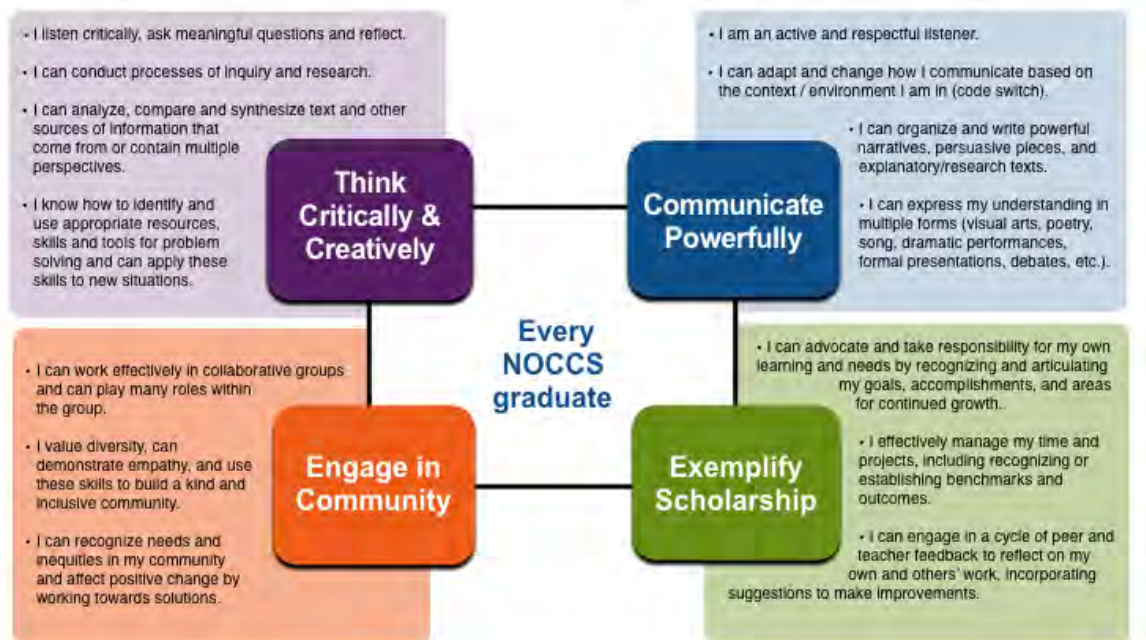 • I listen critically, ask meaningful questions and reflect.
• I can conduct processes of inquiry and research.
• I can analyze, compare and synthesize text and other
sources of information that
come from or contain multiple
perspectives.
• I know how to identify and
use appropriate resources,
skills and tools for problem
solving and can apply these
skills to new situations.
Think
Critically &
Creatively
• I am an active and respectful listener.
• I can adapt and change how I communicate based on
the context / environment I am in (code switch).
• I can organize and write powerful
narratives, persuasive pieces, and
explanatory/research texts.
• I can express my understanding in
multiple forms (visual arts, poetry,
song, dramatic performances,
formal presentations, debates, etc.).
Communicate
Powerfully
Every
NOCCS
graduate
• I can work effectively in collaborative groups
and can play many roles within
the group.
• I value diversity, can
demonstrate empathy, and use
these skills to build a kind and
inclusive community.
• I can recognize needs and
inequities in my community
and affect positive change by
working towards solutions.
Engage in
Community
• I can advocate and take responsibility for my own
learning and needs by recognizing and articulating
my goals, accomplishments, and areas
for continued growth.
• I effectively manage my time and
projects, including recognizing or
establishing benchmarks and
outcomes.
• I can engage in a cycle of peer and
teacher feedback to reflect on my
own and others' work, incorporating
suggestions to make improvements.
Exemplify
Scholarship